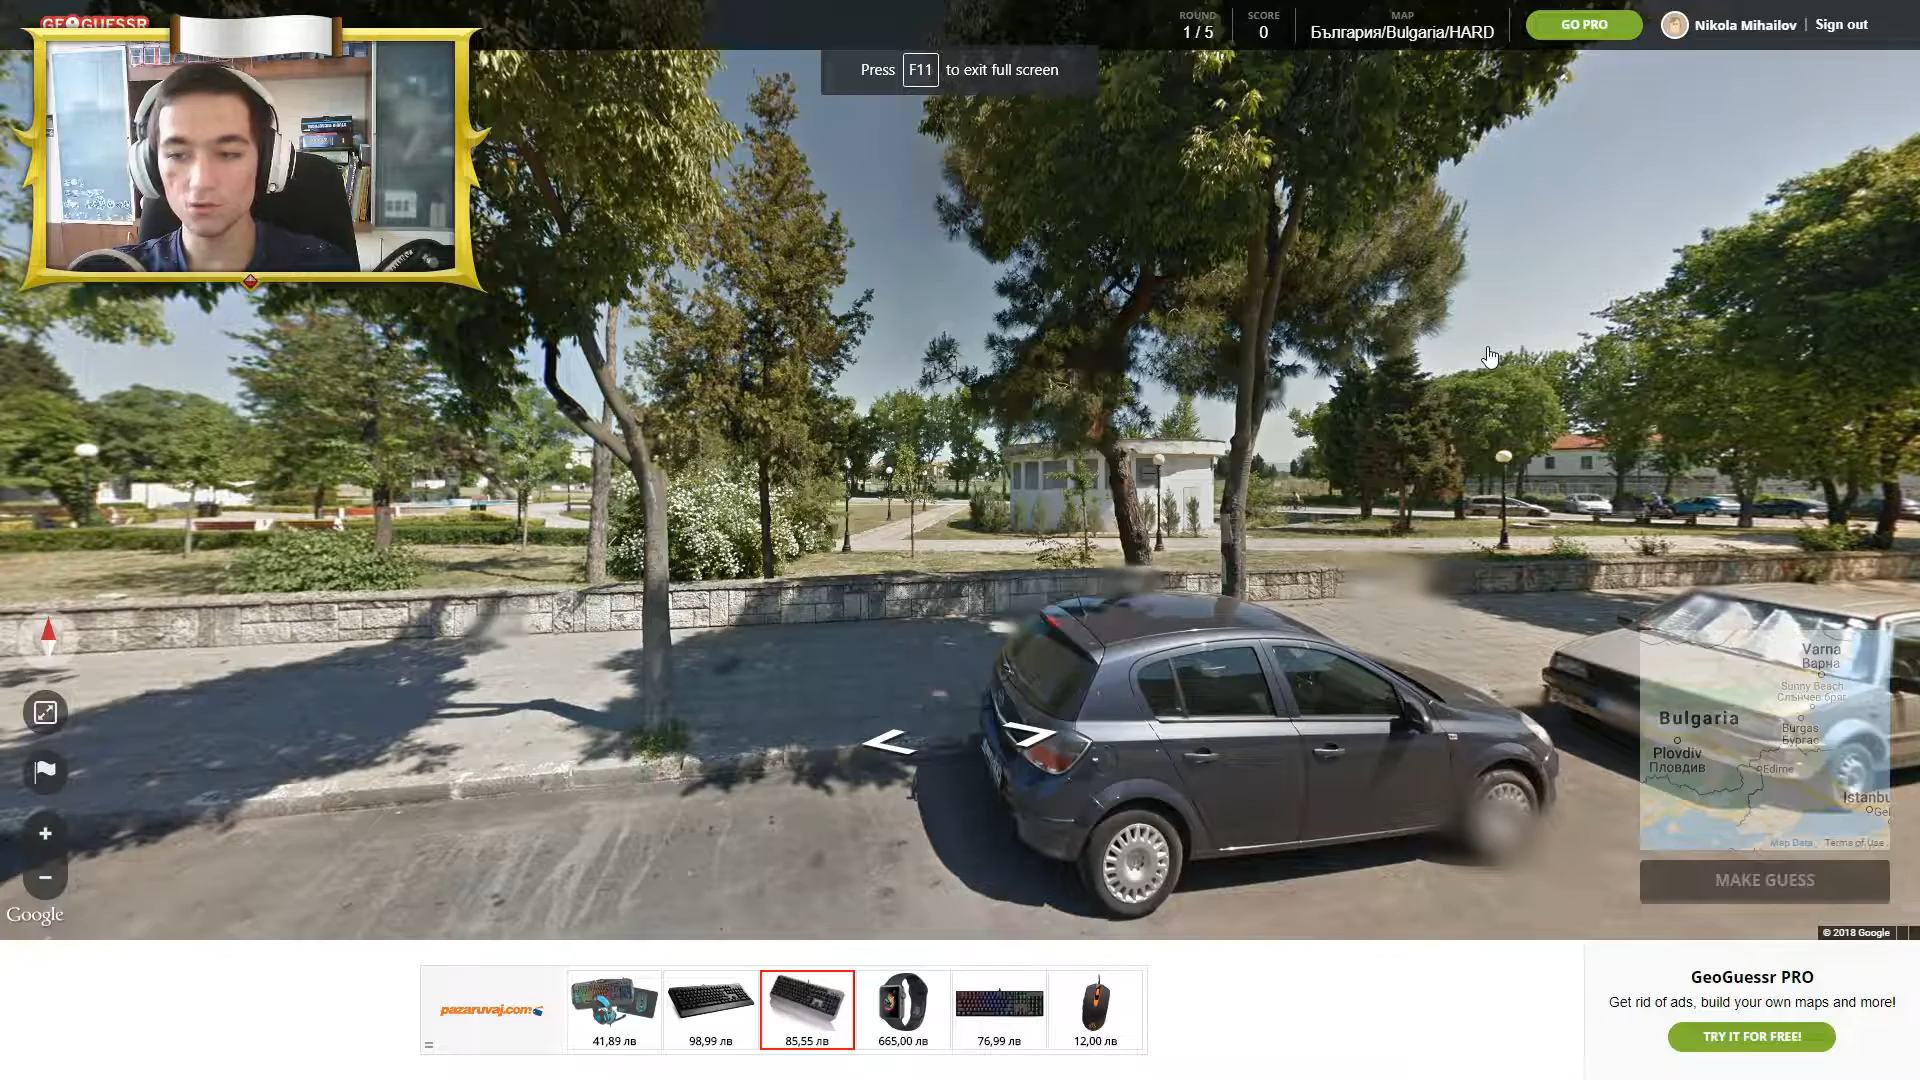 GEOGUESSR
ROUND
1 / 5
SCORE
0
MAP
България/Bulgaria/HARD
GO PRO
Nikola Mihailov
Sign out
Press F11 to exit full screen
Varna
Варна
Sunny Beach
Слънчев бряг
Bulgaria
Burgas
Бургас
Plovdiv
Пловдив
Edirne
Istanbu
Gel
Map Data
Terms of Use
MAKE GUESS
Google
© 2018 Google
pazaruvaj.com
41,89 лв
98,99 лв
85,55 лв
665,00 лв
76,99 лв
12,00 лв
GeoGuessr PRO
Get rid of ads, build your own maps and more!
TRY IT FOR FREE!